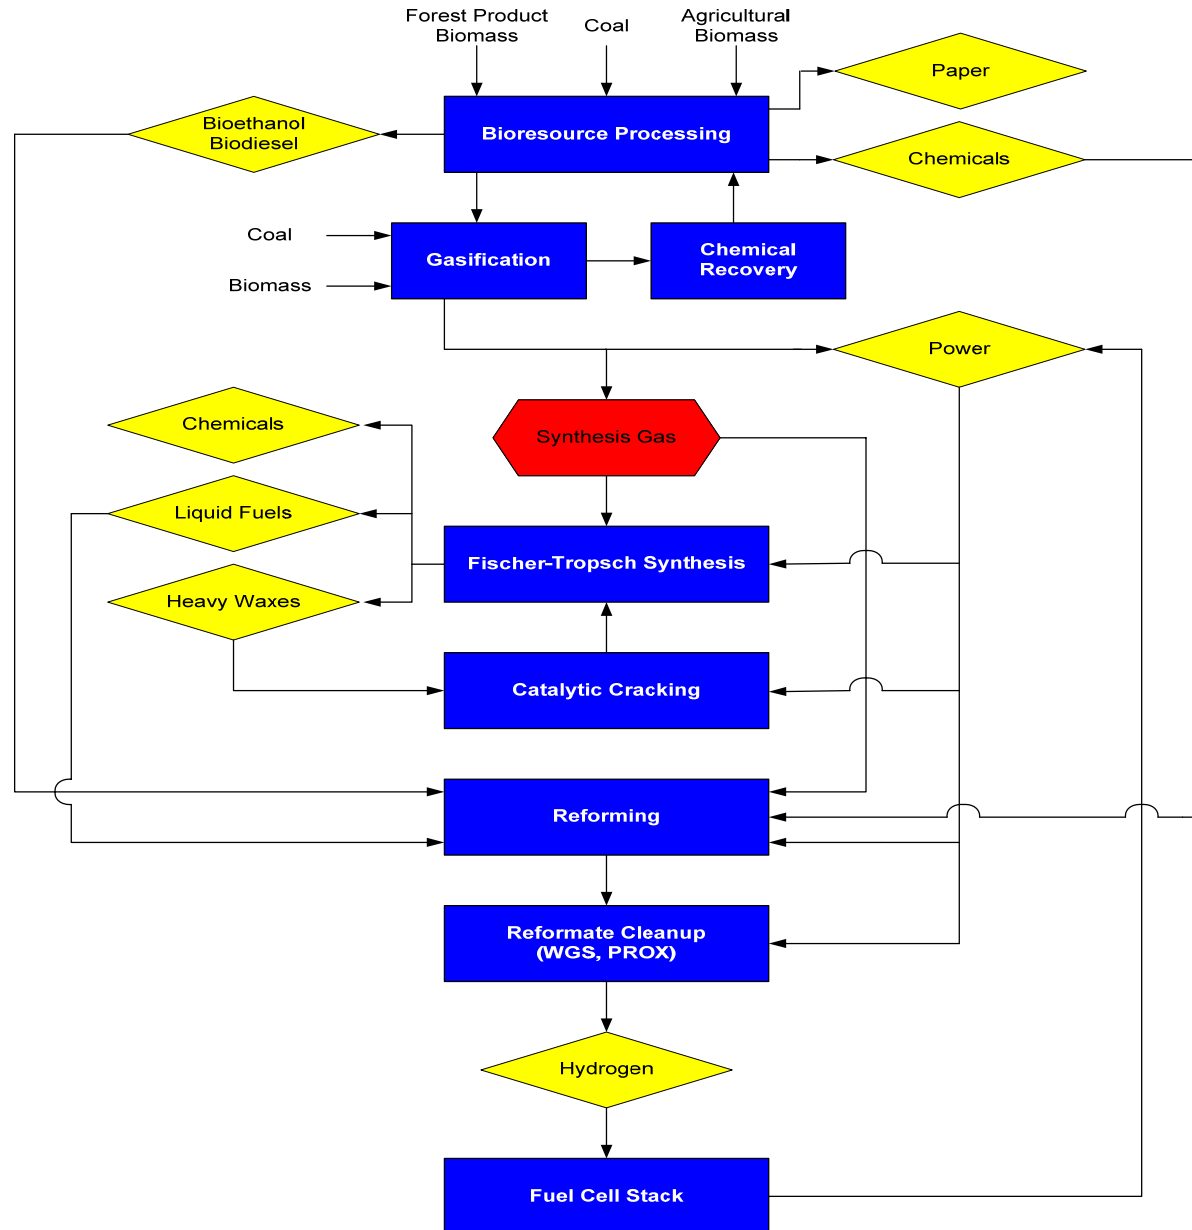 Forest Product
Biomass
Coal
Agricultural
Biomass
Paper
Bioethanol
Biodiesel
Bioresource Processing
Chemicals
Coal
Biomass
Gasification
Chemical
Recovery
Power
Chemicals
Synthesis Gas
Liquid Fuels
Fischer-Tropsch Synthesis
Heavy Waxes
Catalytic Cracking
Reforming
Reformate Cleanup
(WGS, PROX)
Hydrogen
Fuel Cell Stack